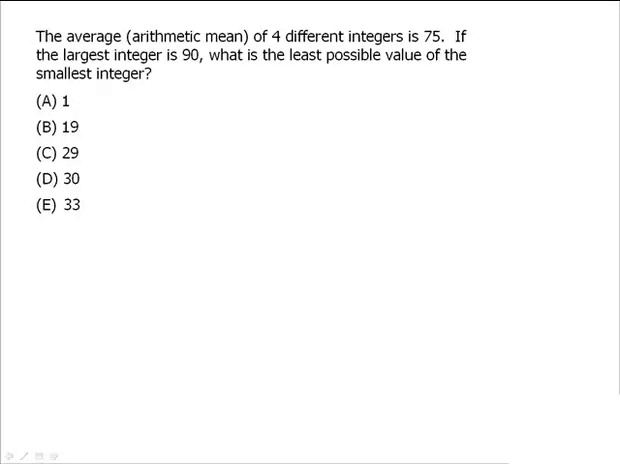 The average (arithmetic mean) of 4 different integers is 75.  If
the largest integer is 90, what is the least possible value of the
smallest integer?
(A) 1
(B) 19
(C) 29
(D) 30
(E)  33